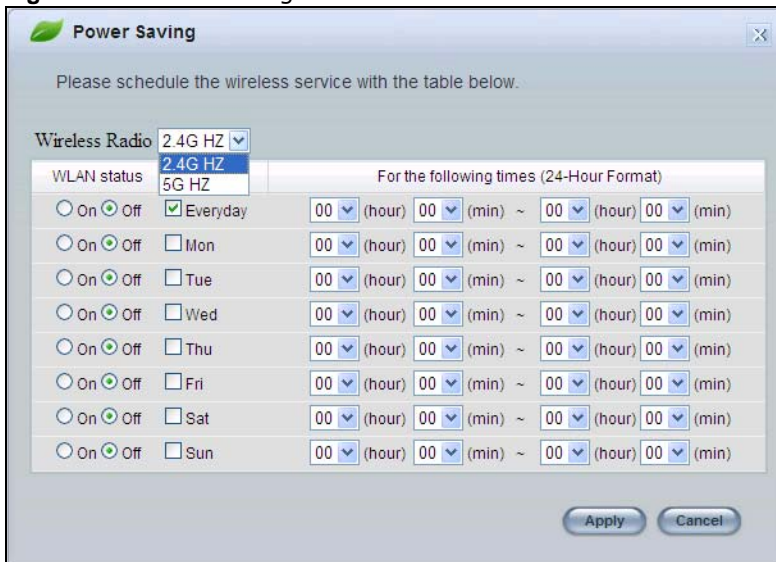 Power Saving
Please schedule the wireless service with the table below.
Wireless Radio 2.4G HZ
2.4G HZ
5G HZ
WLAN status For the following times (24-Hour Format)
On Off Everyday 00 (hour) 00 (min) ~ 00 (hour) 00 (min)
On Off Mon 00 (hour) 00 (min) ~ 00 (hour) 00 (min)
On Off Tue 00 (hour) 00 (min) ~ 00 (hour) 00 (min)
On Off Wed 00 (hour) 00 (min) ~ 00 (hour) 00 (min)
On Off Thu 00 (hour) 00 (min) ~ 00 (hour) 00 (min)
On Off Fri 00 (hour) 00 (min) ~ 00 (hour) 00 (min)
On Off Sat 00 (hour) 00 (min) ~ 00 (hour) 00 (min)
On Off Sun 00 (hour) 00 (min) ~ 00 (hour) 00 (min)
Apply Cancel